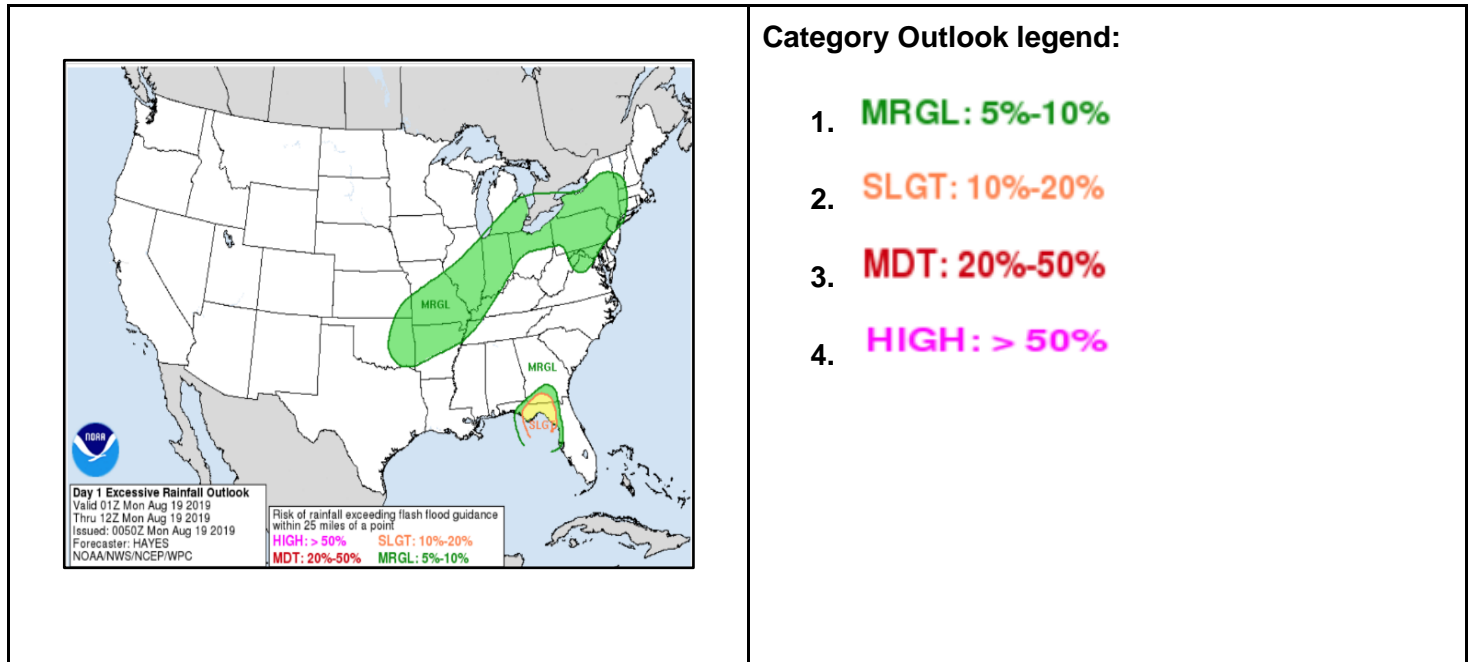 MRGL
MRGL
SLGT
NOAA
Day 1 Excessive Rainfall Outlook
Valid 01Z Mon Aug 19 2019
Thru 12Z Mon Aug 19 2019
Issued: 0050Z Mon Aug 19 2019
Forecaster: HAYES
NOAA/NWS/NCEP/WPC
Risk of rainfall exceeding flash flood guidance
within 25 miles of a point
HIGH: > 50% SLGT: 10%-20%
MDT: 20%-50% MRGL: 5%-10%
Category Outlook legend:
1. MRGL: 5%-10%
2. SLGT: 10%-20%
3. MDT: 20%-50%
4. HIGH: > 50%